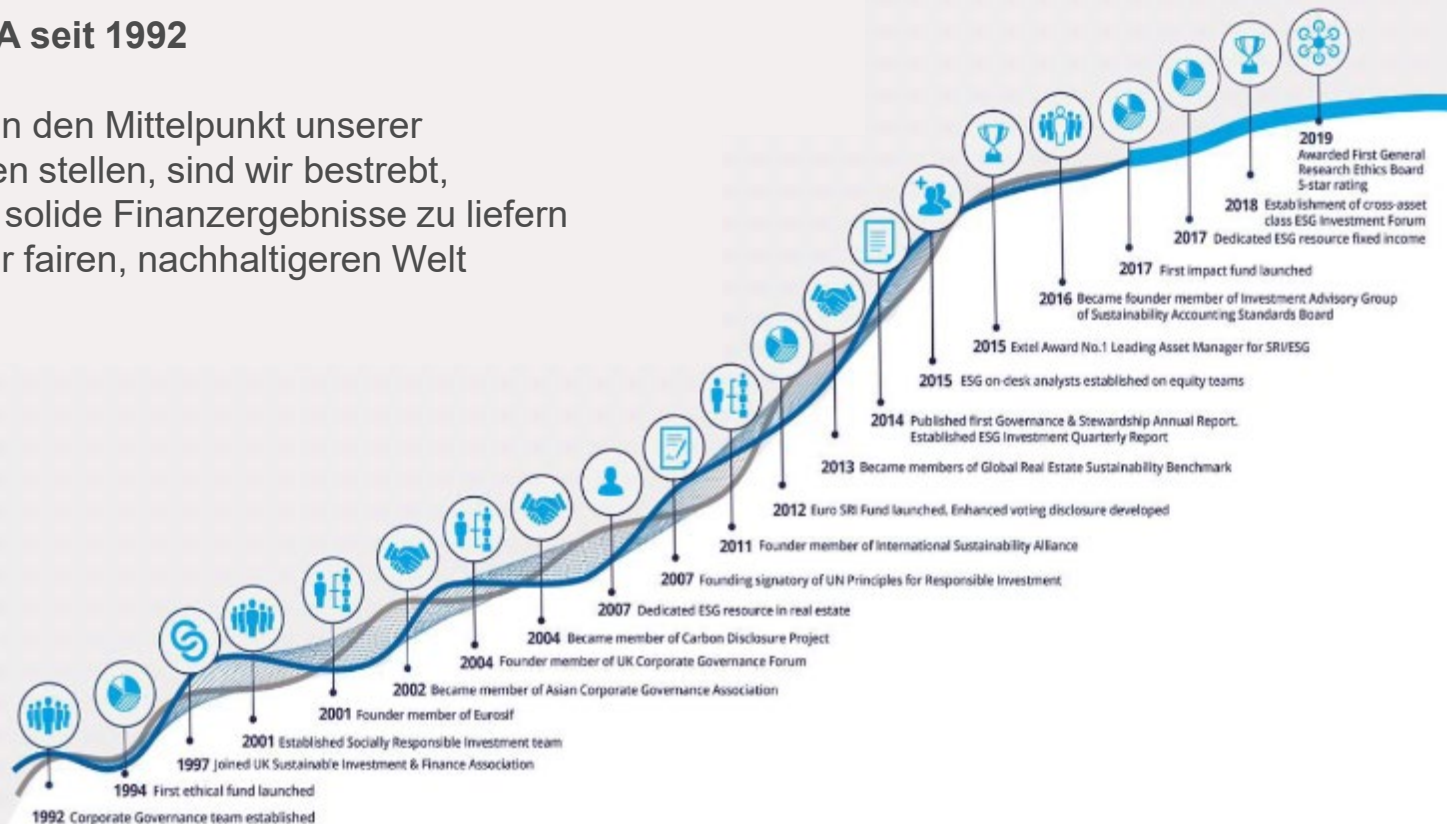 A seit 1992
n den Mittelpunkt unserer
en stellen, sind wir bestrebt,
solide Finanzergebnisse zu liefern
r fairen, nachhaltigeren Welt
2019
Awarded First General
Research Ethics Board
5-star rating
2018 Establishment of cross-asset
class ESG Investment Forum
2017 Dedicated ESG resource fixed income
2017 First impact fund launched
2016 Became founder member of Investment Advisory Group
of Sustainability Accounting Standards Board
2015 Extel Award No.1 Leading Asset Manager for SRI/ESG
2015 ESG on-desk analysts established on equity teams
2014 Published first Governance & Stewardship Annual Report.
Established ESG Investment Quarterly Report
2013 Became members of Global Real Estate Sustainability Benchmark
2012 Euro SRI Fund launched. Enhanced voting disclosure developed
2011 Founder member of International Sustainability Alliance
2007 Founding signatory of UN Principles for Responsible Investment
2007 Dedicated ESG resource in real estate
2004 Became member of Carbon Disclosure Project
2004 Founder member of UK Corporate Governance Forum
2002 Became member of Asian Corporate Governance Association
2001 Founder member of Eurosif
2001 Established Socially Responsible Investment team
1997 Joined UK Sustainable Investment & Finance Association
1994 First ethical fund launched
1992 Corporate Governance team established